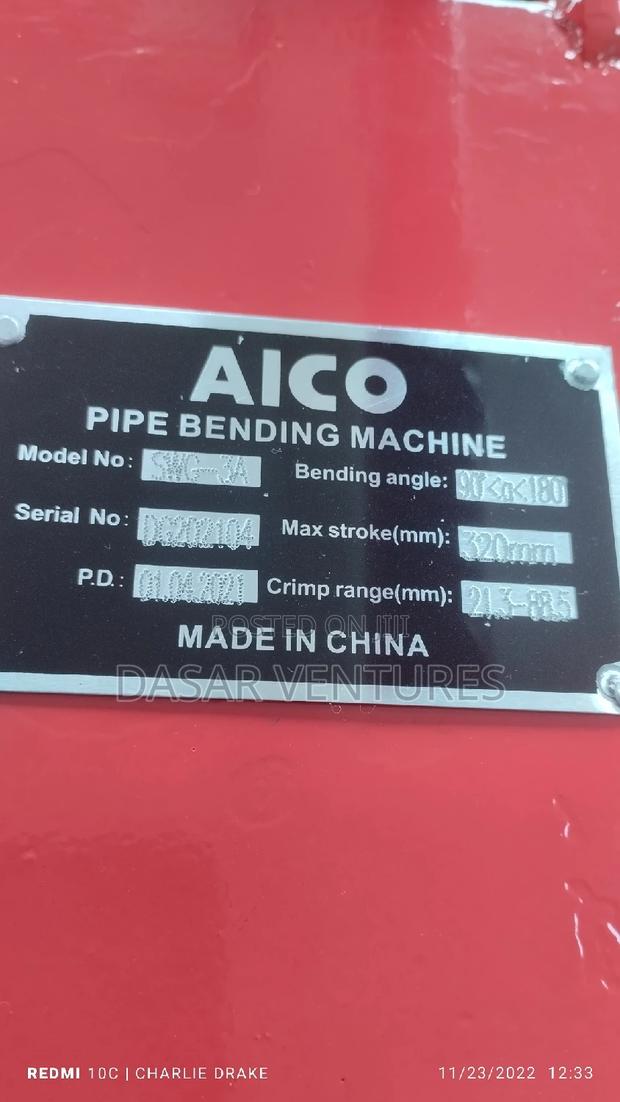 AICO
PIPE BENDING MACHINE
Model No: SWG-3A
Bending angle: 90<α<180
Serial No:
Max stroke(mm): 320mm
P.D.: 01.04.2021
Crimp range(mm): 21.3-88.5
MADE IN CHINA
POSTED ON JIJI
DASAR VENTURES
REDMI 10C | CHARLIE DRAKE
11/23/2022 12:33